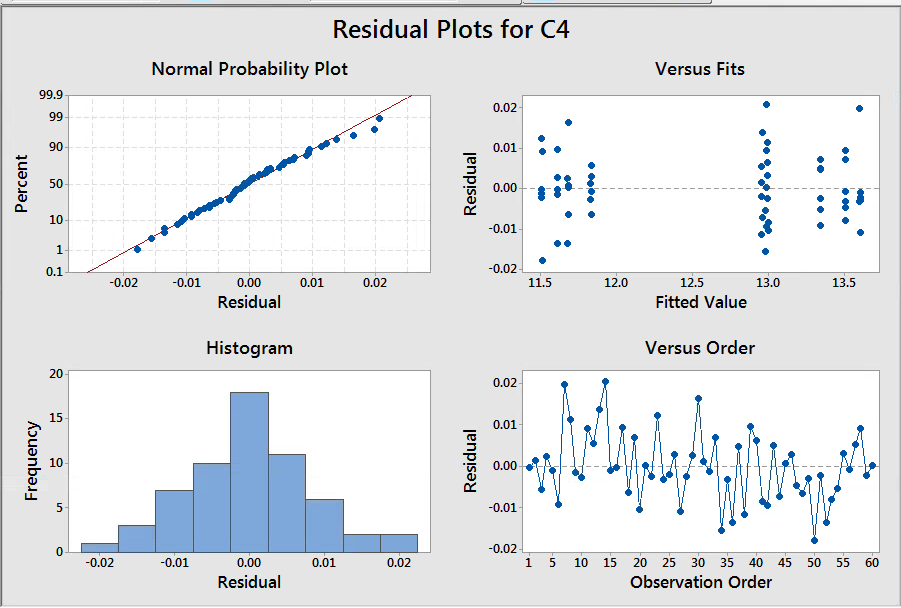 Residual Plots for C4
Normal Probability Plot
99.9
99
90
50
10
1
0.1
Percent
-0.02 -0.01 0.00 0.01 0.02
Residual
Versus Fits
0.02
0.01
0.00
-0.01
-0.02
Residual
11.5 12.0 12.5 13.0 13.5
Fitted Value
Histogram
20
15
10
5
0
Frequency
-0.02 -0.01 0.00 0.01 0.02
Residual
Versus Order
0.02
0.01
0.00
-0.01
-0.02
Residual
1 5 10 15 20 25 30 35 40 45 50 55 60
Observation Order